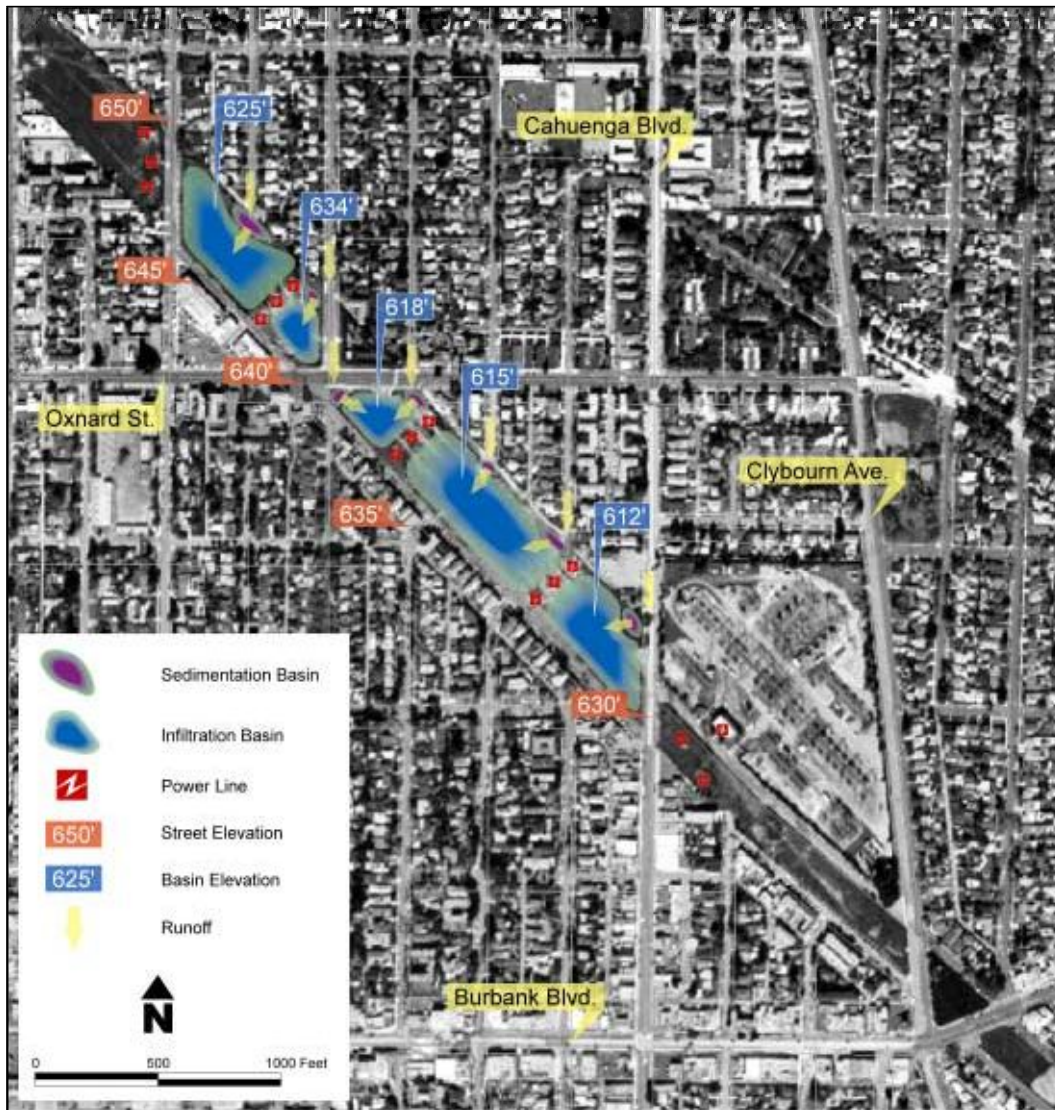 650'
625'
Cahuenga Blvd.
634'
645'
618'
640'
615'
Oxnard St.
Clybourn Ave.
635'
612'
630'
Sedimentation Basin
Infiltration Basin
Power Line
650' Street Elevation
625' Basin Elevation
Runoff
N
Burbank Blvd.
0 500 1000 Feet